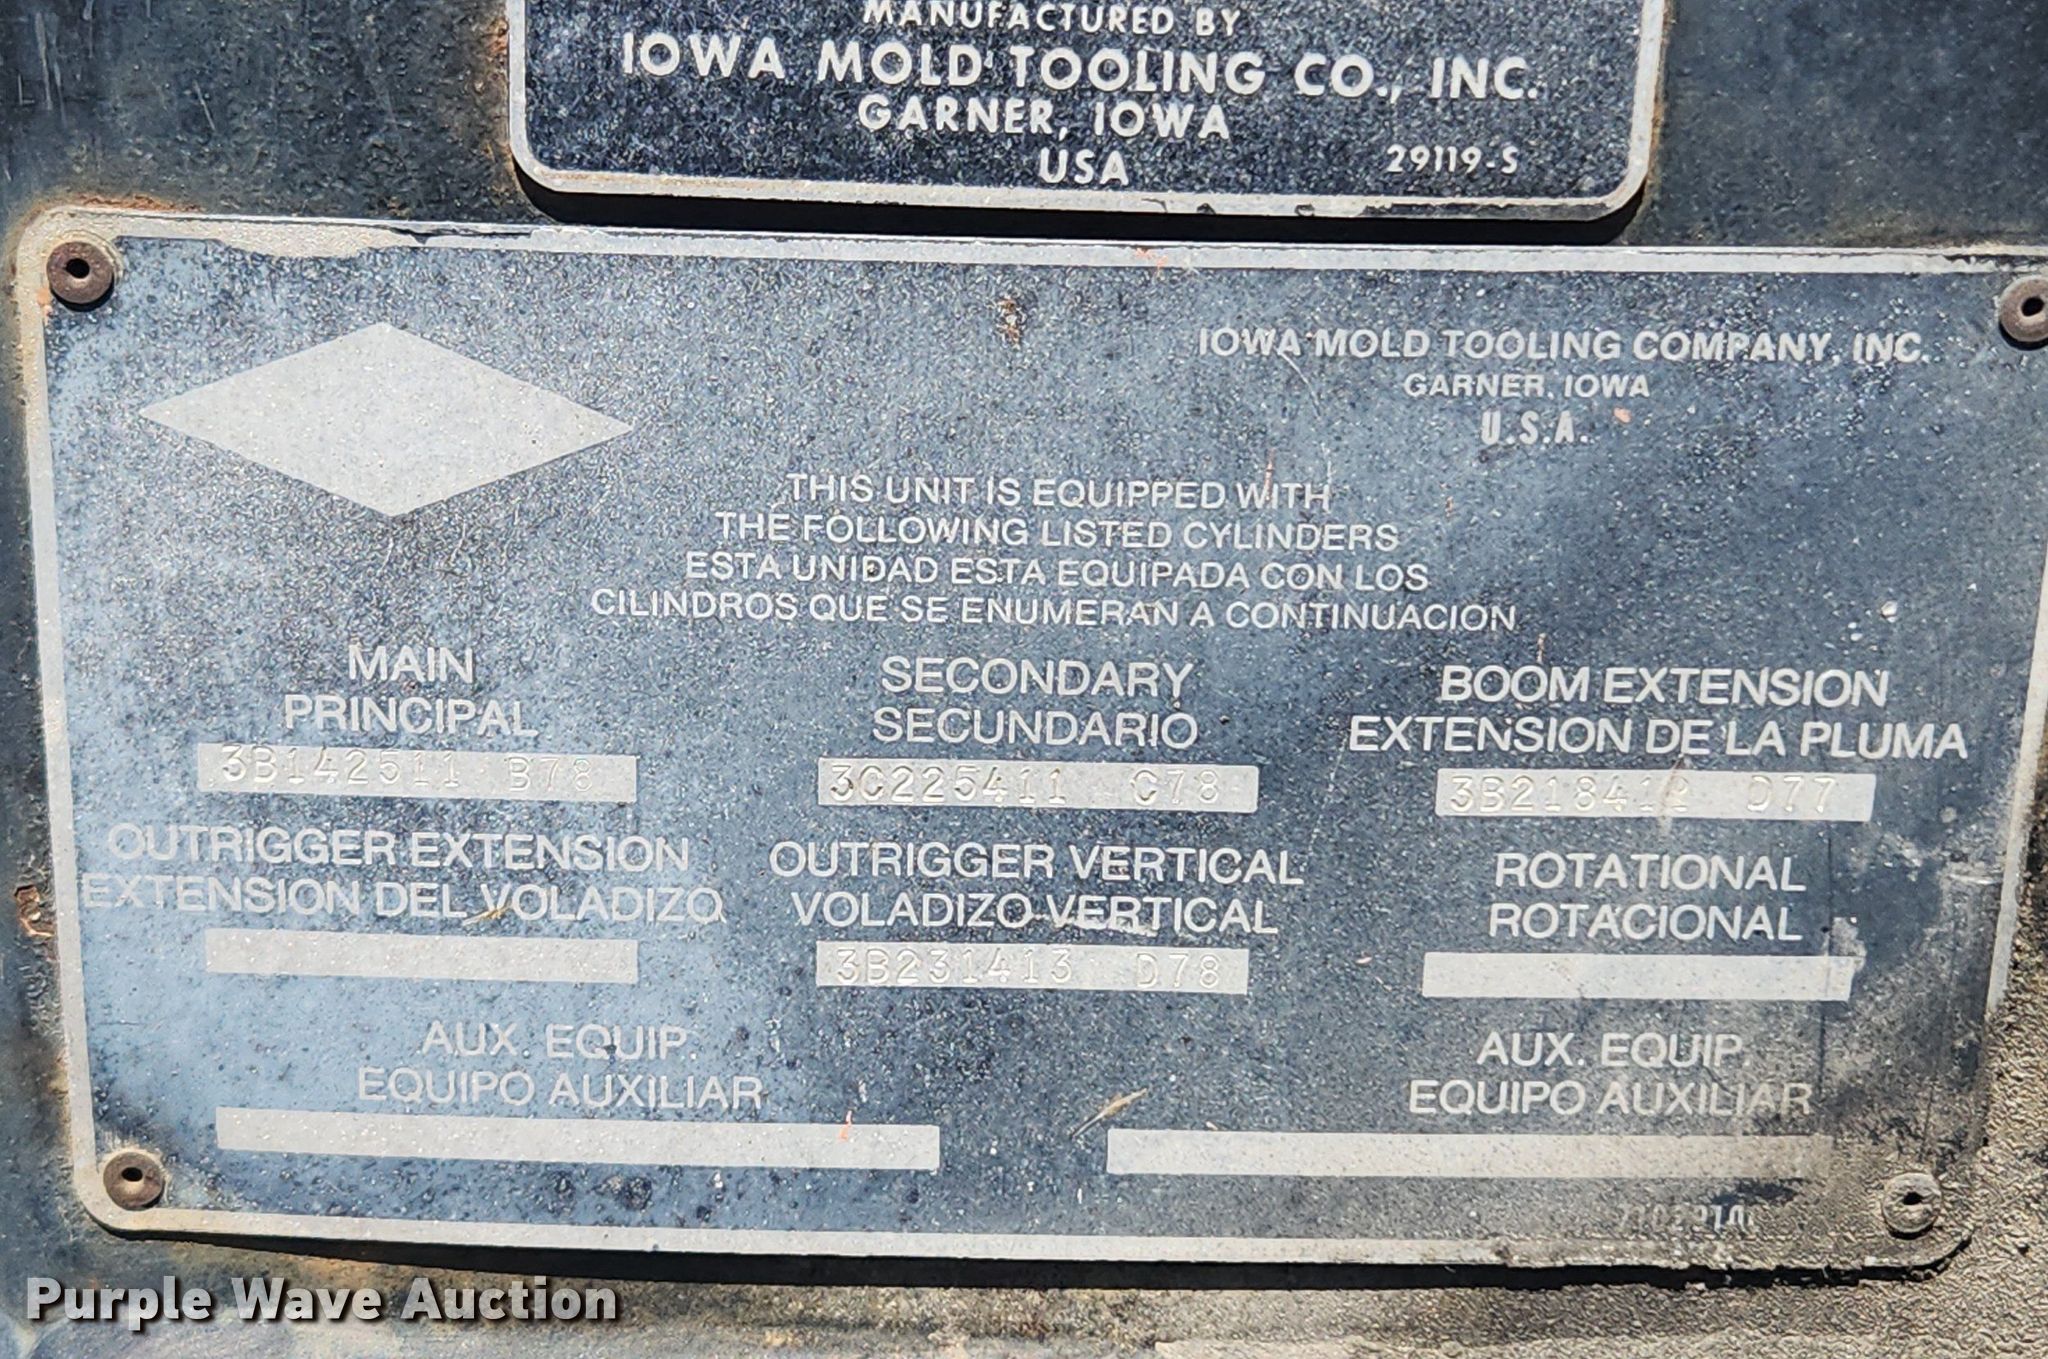 MANUFACTURED BY
IOWA MOLD TOOLING CO., INC.
GARNER, IOWA
USA 29119-S
IOWA MOLD TOOLING COMPANY, INC.
GARNER, IOWA
U.S.A.
THIS UNIT IS EQUIPPED WITH
THE FOLLOWING LISTED CYLINDERS
ESTA UNIDAD ESTA EQUIPADA CON LOS
CILINDROS QUE SE ENUMERAN A CONTINUACION
MAIN
PRINCIPAL
3B142511 B78
SECONDARY
SECUNDARIO
3C225411 C78
BOOM EXTENSION
EXTENSION DE LA PLUMA
D77
OUTRIGGER EXTENSION
EXTENSION DEL VOLADIZO
OUTRIGGER VERTICAL
VOLADIZO VERTICAL
3B231413 D78
ROTATIONAL
ROTACIONAL
AUX. EQUIP.
EQUIPO AUXILIAR
AUX. EQUIP.
EQUIPO AUXILIAR
Purple Wave Auction